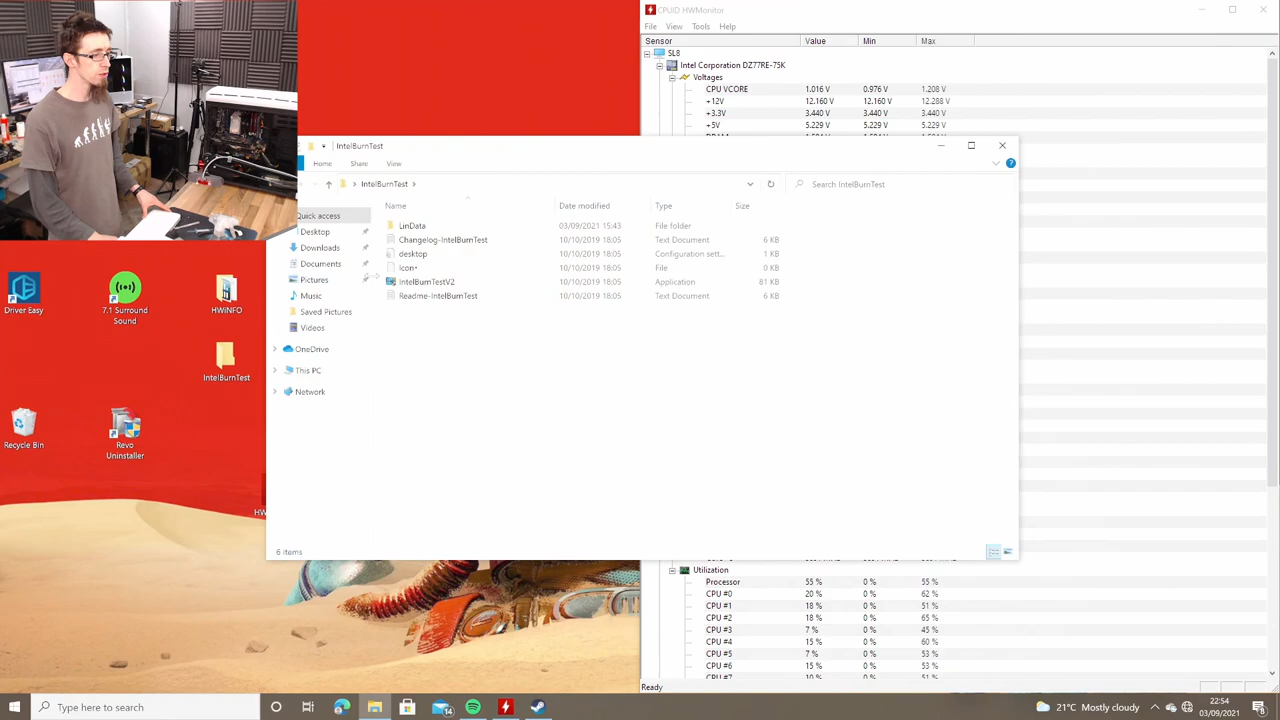 CPUID HWMonitor
File View Tools Help
Sensor Value Min Max
SL8
Intel Corporation DZ77RE-75K
Voltages
CPU VCORE 1.016 V 0.976 V 1.208 V
+12V 12.160 V 12.160 V 12.288 V
+3.3V 3.440 V 3.440 V 3.440 V
+5V 5.229 V 5.229 V 5.229 V
IntelBurnTest
Home Share View
IntelBurnTest
Search IntelBurnTest
Name Date modified Type Size
Quick access
Desktop
Downloads
Documents
Pictures
Music
Saved Pictures
Videos
OneDrive
This PC
Network
LinData 03/09/2021 15:43 File folder
Changelog-IntelBurnTest 10/10/2019 18:05 Text Document 6 KB
desktop 10/10/2019 18:05 Configuration sett... 1 KB
Icon 10/10/2019 18:05 File 0 KB
IntelBurnTestV2 10/10/2019 18:05 Application 81 KB
Readme-IntelBurnTest 10/10/2019 18:05 Text Document 6 KB
6 items
Driver Easy
7.1 Surround
Sound
HWiNFO
IntelBurnTest
Recycle Bin
Revo
Uninstaller
HW
Utilization
Processor 55 % 0 % 55 %
CPU #0 20 % 0 % 62 %
CPU #1 18 % 0 % 51 %
CPU #2 18 % 0 % 65 %
CPU #3 7 % 0 % 45 %
CPU #4 15 % 0 % 60 %
CPU #5 7 % 0 % 53 %
CPU #6 15 % 0 % 53 %
CPU #7 10 % 0 % 51 %
Ready
Type here to search
14
21°C Mostly cloudy
22:54
03/09/2021